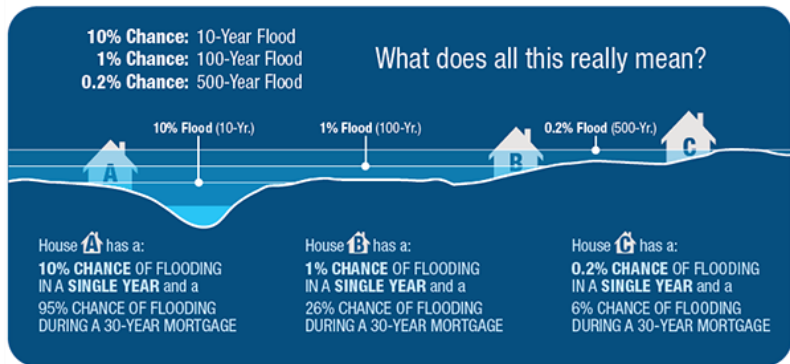 10% Chance: 10-Year Flood
1% Chance: 100-Year Flood
0.2% Chance: 500-Year Flood
What does all this really mean?
10% Flood (10-Yr.)
1% Flood (100-Yr.)
0.2% Flood (500-Yr.)
A
B
C
House A has a:
10% CHANCE OF FLOODING
IN A SINGLE YEAR and a
95% CHANCE OF FLOODING
DURING A 30-YEAR MORTGAGE
House B has a:
1% CHANCE OF FLOODING
IN A SINGLE YEAR and a
26% CHANCE OF FLOODING
DURING A 30-YEAR MORTGAGE
House C has a:
0.2% CHANCE OF FLOODING
IN A SINGLE YEAR and a
6% CHANCE OF FLOODING
DURING A 30-YEAR MORTGAGE